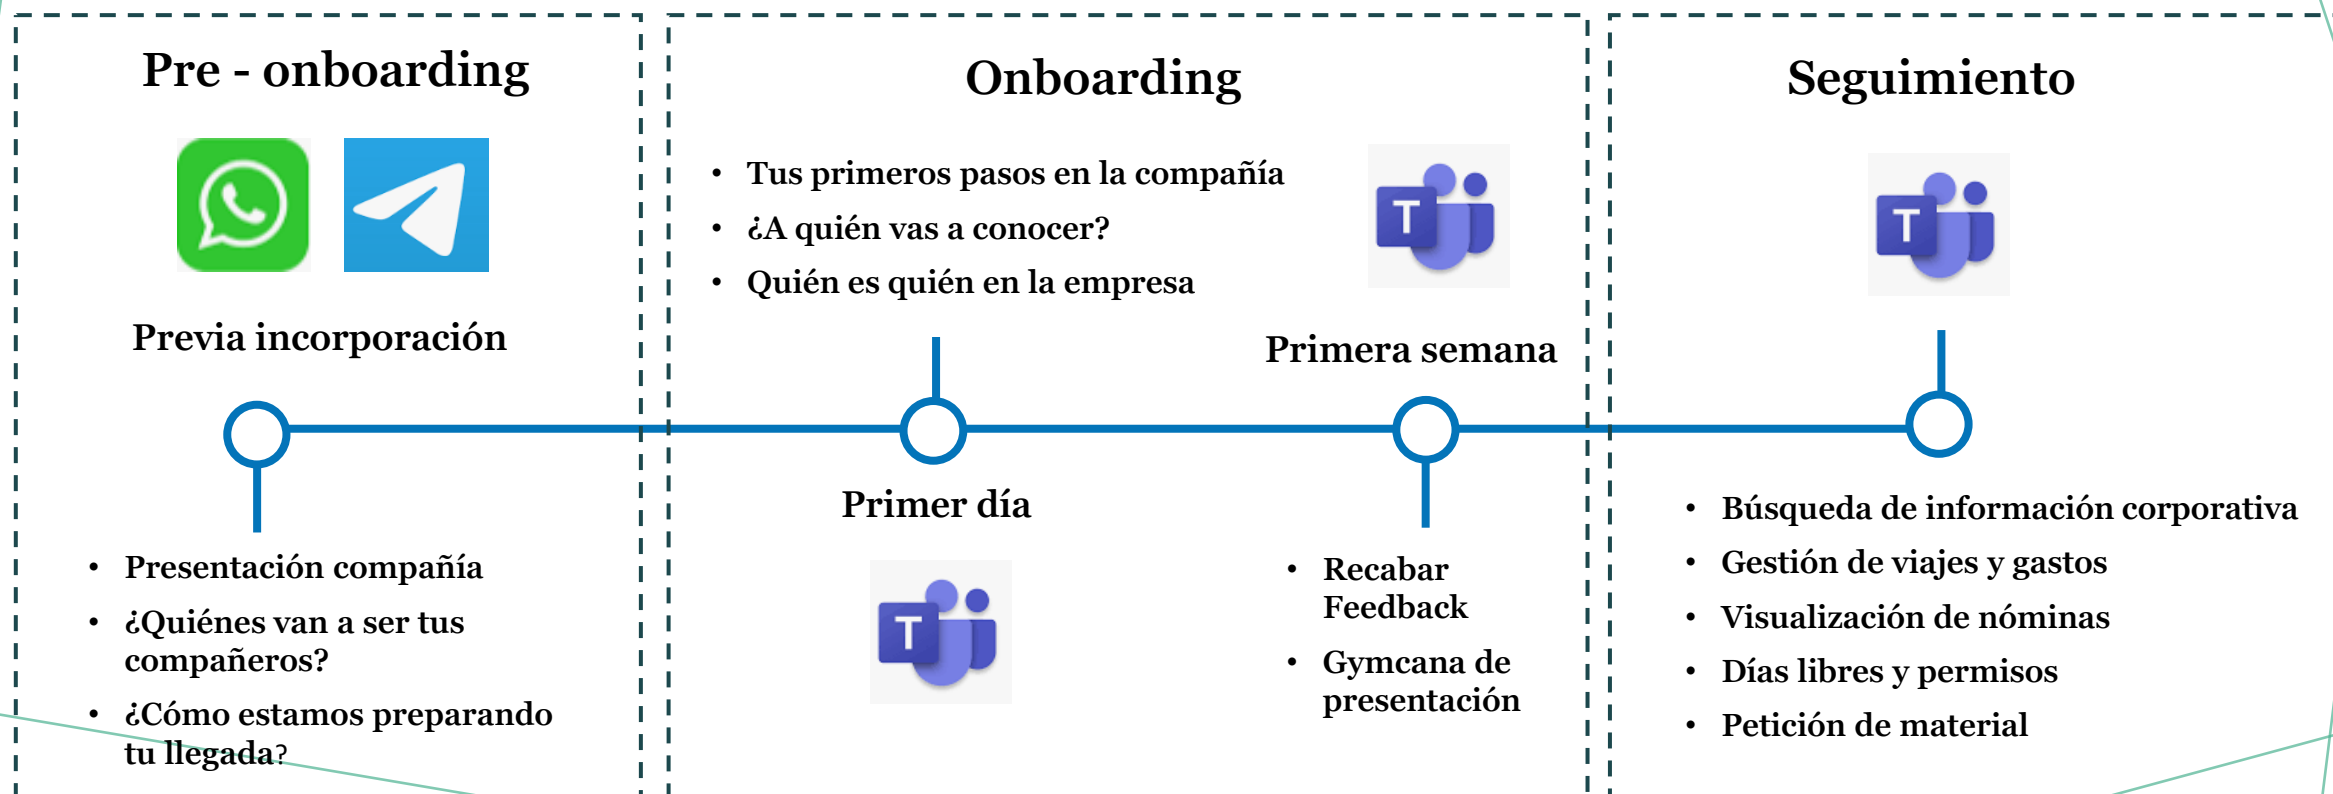 Pre - onboarding
Previa incorporación
• Presentación compañía
• ¿Quiénes van a ser tus
compañeros?
• ¿Cómo estamos preparando
tu llegada?
Onboarding
• Tus primeros pasos en la compañía
• ¿A quién vas a conocer?
• Quién es quién en la empresa
Primer día
T
T
Primera semana
• Recabar
Feedback
• Gymcana de
presentación
Seguimiento
T
• Búsqueda de información corporativa
• Gestión de viajes y gastos
• Visualización de nóminas
• Días libres y permisos
• Petición de material